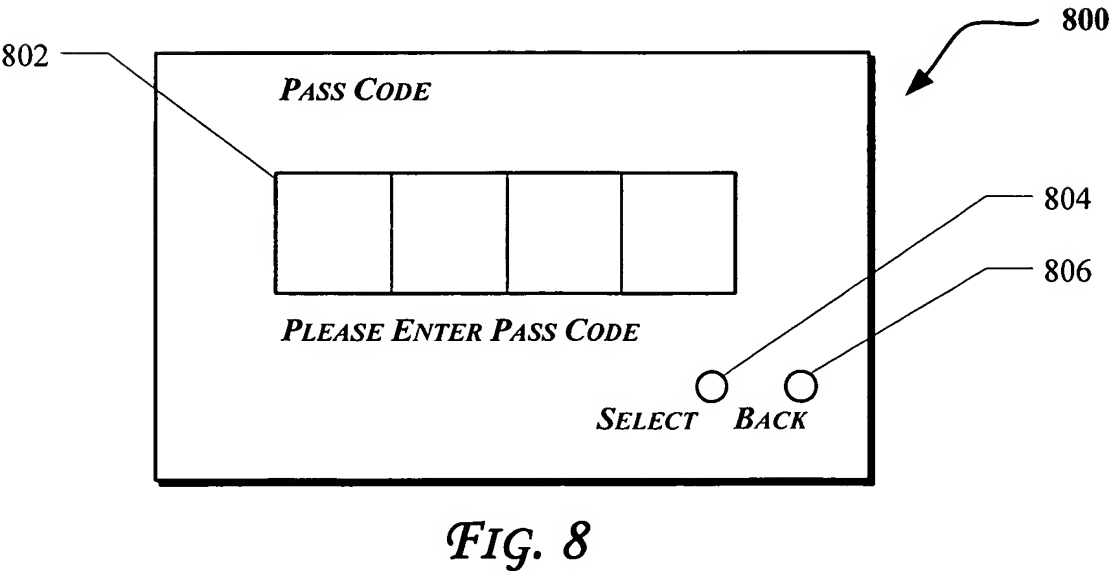 800
802
PASS CODE
804
806
PLEASE ENTER PASS CODE
SELECT BACK
FIG. 8